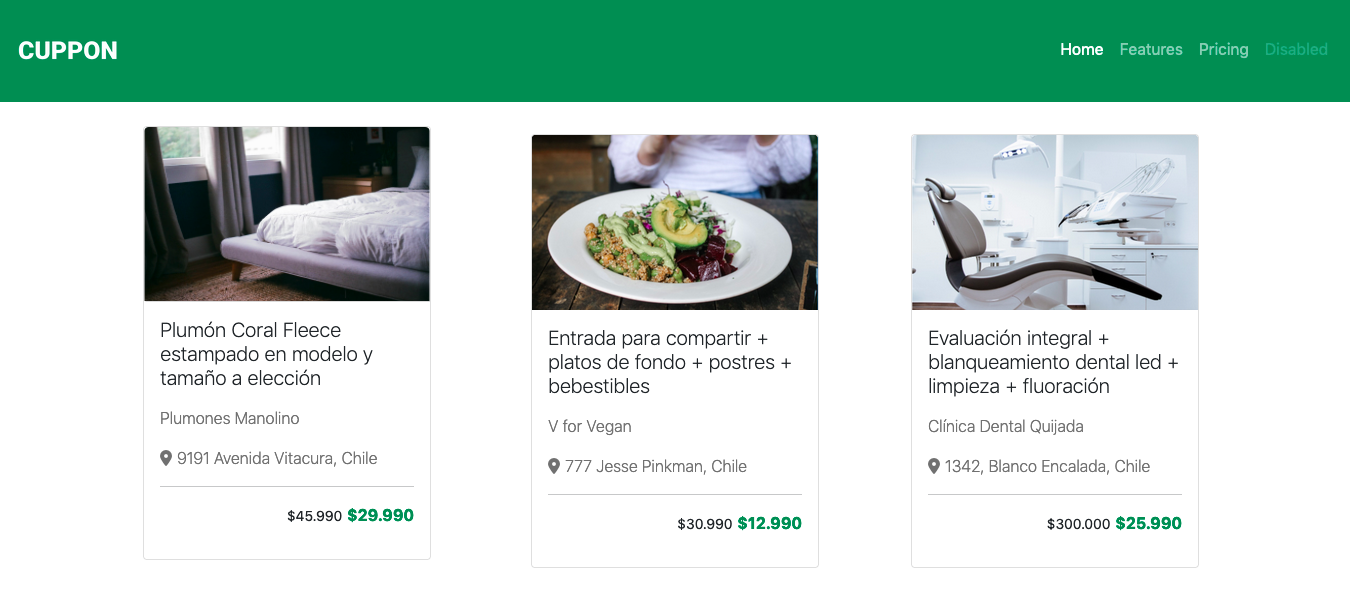 CUPPON
Home Features Pricing Disabled
Plumón Coral Fleece
estampado en modelo y
tamaño a elección
Plumones Manolino
9191 Avenida Vitacura, Chile
$45.990 $29.990
Entrada para compartir +
platos de fondo + postres +
bebestibles
V for Vegan
777 Jesse Pinkman, Chile
$30.990 $12.990
Evaluación integral +
blanqueamiento dental led +
limpieza + fluoración
Clínica Dental Quijada
1342, Blanco Encalada, Chile
$300.000 $25.990